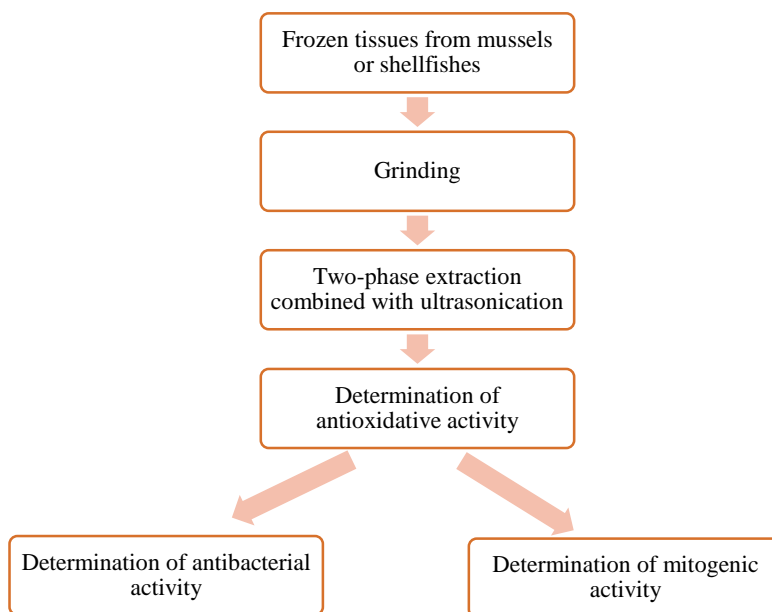 Frozen tissues from mussels
or shellfishes
Grinding
Two-phase extraction
combined with ultrasonication
Determination of
antioxidative activity
Determination of antibacterial
activity
Determination of mitogenic
activity